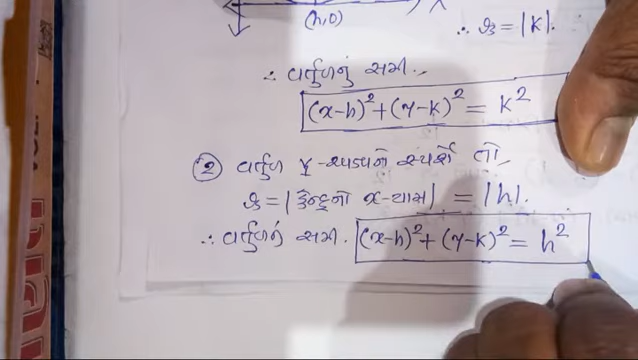 (h,0) X
∴ r = |k|.
∴ વર્તુળનું સમી.,
(x-h)² + (y-k)² = k²
② વર્તુળ y-અક્ષને સ્પર્શે તો,
r = |કેન્દ્રનો x-યામ| = |h|.
∴ વર્તુળનું સમી. (x-h)² + (y-k)² = h²